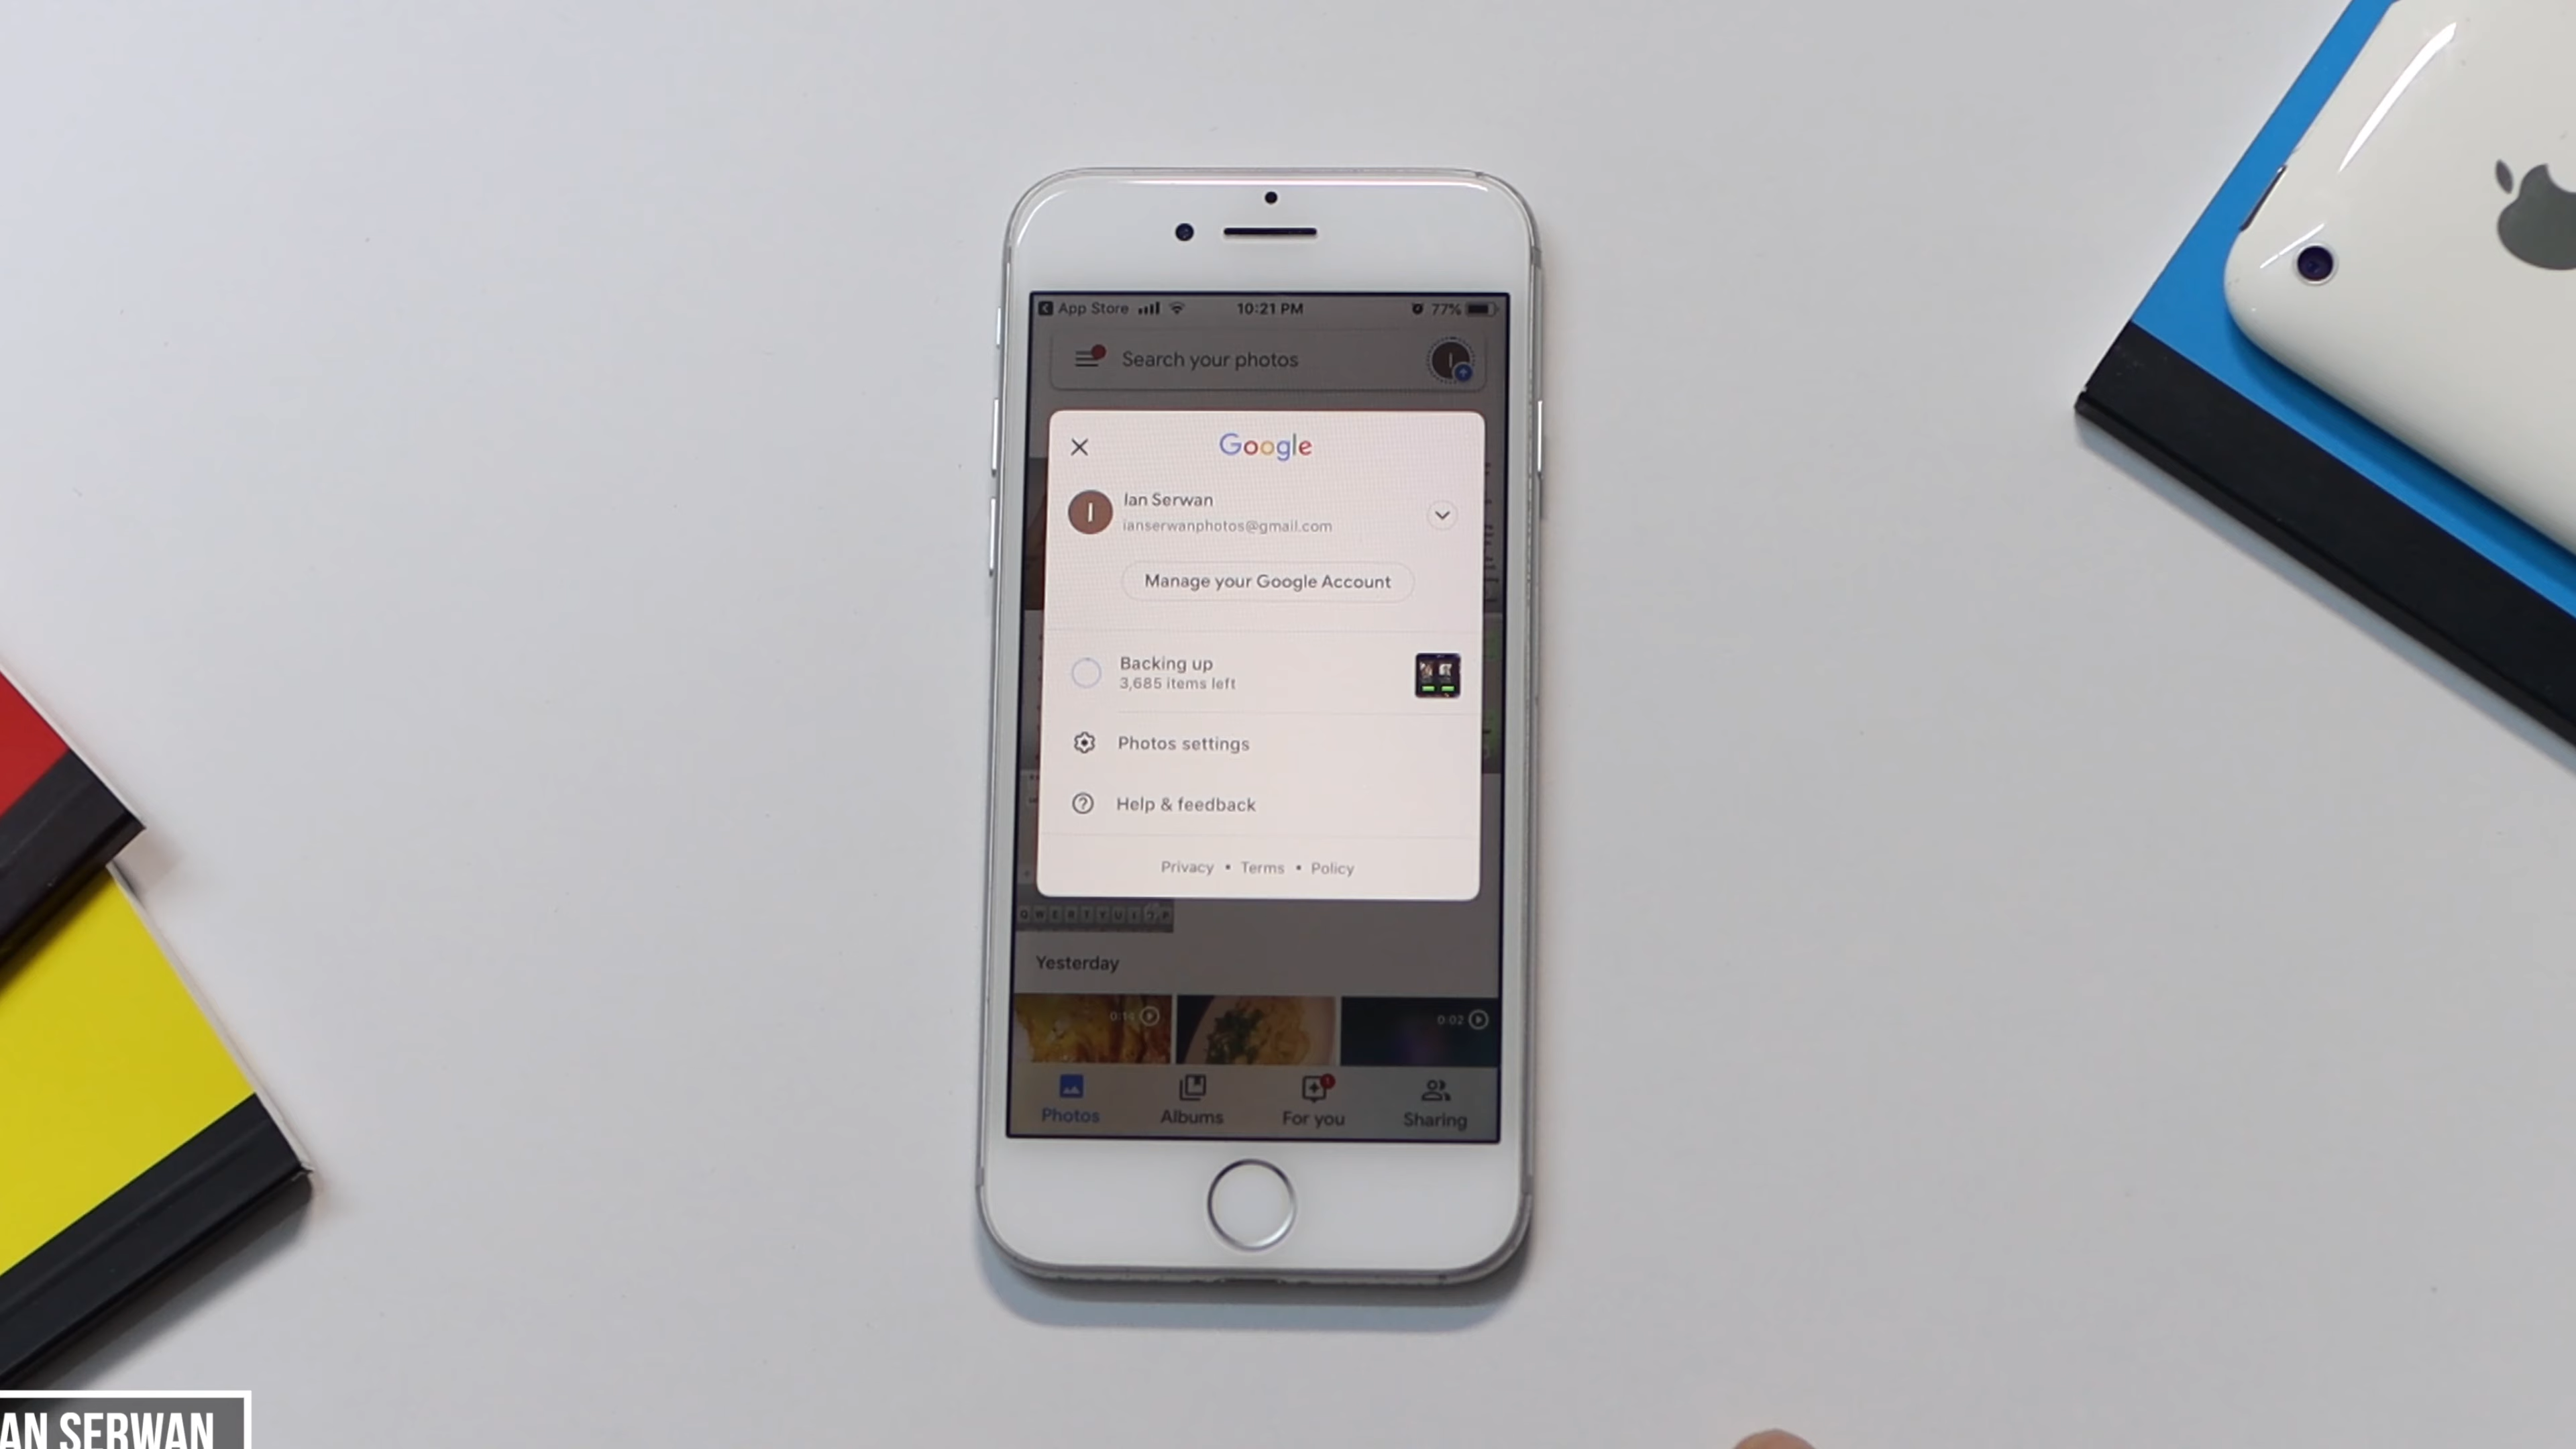 App Store
10:21 PM
77%
Search your photos
Google
I
Ian Serwan
ianserwanphotos@gmail.com
Manage your Google Account
Backing up
3,685 items left
Photos settings
Help & feedback
Privacy • Terms • Policy
Q W E R T Y U I O P
Yesterday
0:14
0:02
Photos
Albums
For you
Sharing
AN SERWAN